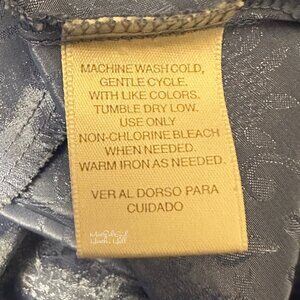 MACHINE WASH COLD,
GENTLE CYCLE.
WITH LIKE COLORS.
TUMBLE DRY LOW.
USE ONLY
NON-CHLORINE BLEACH
WHEN NEEDED.
WARM IRON AS NEEDED.
VER AL DORSO PARA
CUIDADO